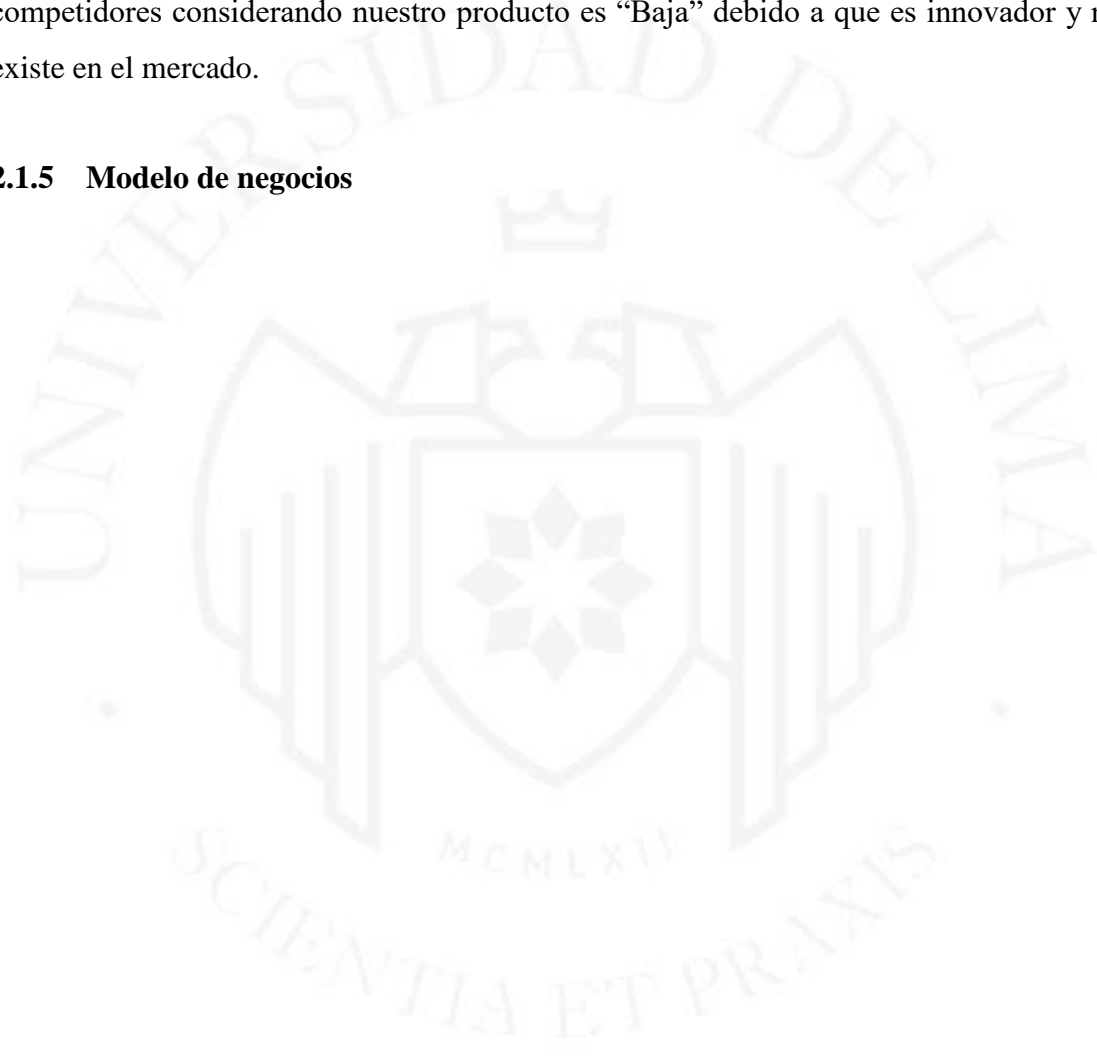 competidores considerando nuestro producto es “Baja” debido a que es innovador y
existe en el mercado.
2.1.5 Modelo de negocios
UNIVERSIDAD DE LIMA
MCMLXII
SCIENTIA ET PRAXIS